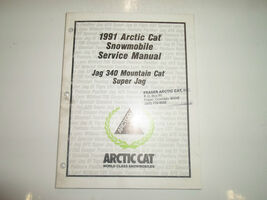 1991 Arctic Cat
Snowmobile
Service Manual
Jag 340 Mountain Cat
Super Jag
FRASER ARCTIC CAT,
ARCTIC CAT
WORLD CLASS SNOWMOBILES